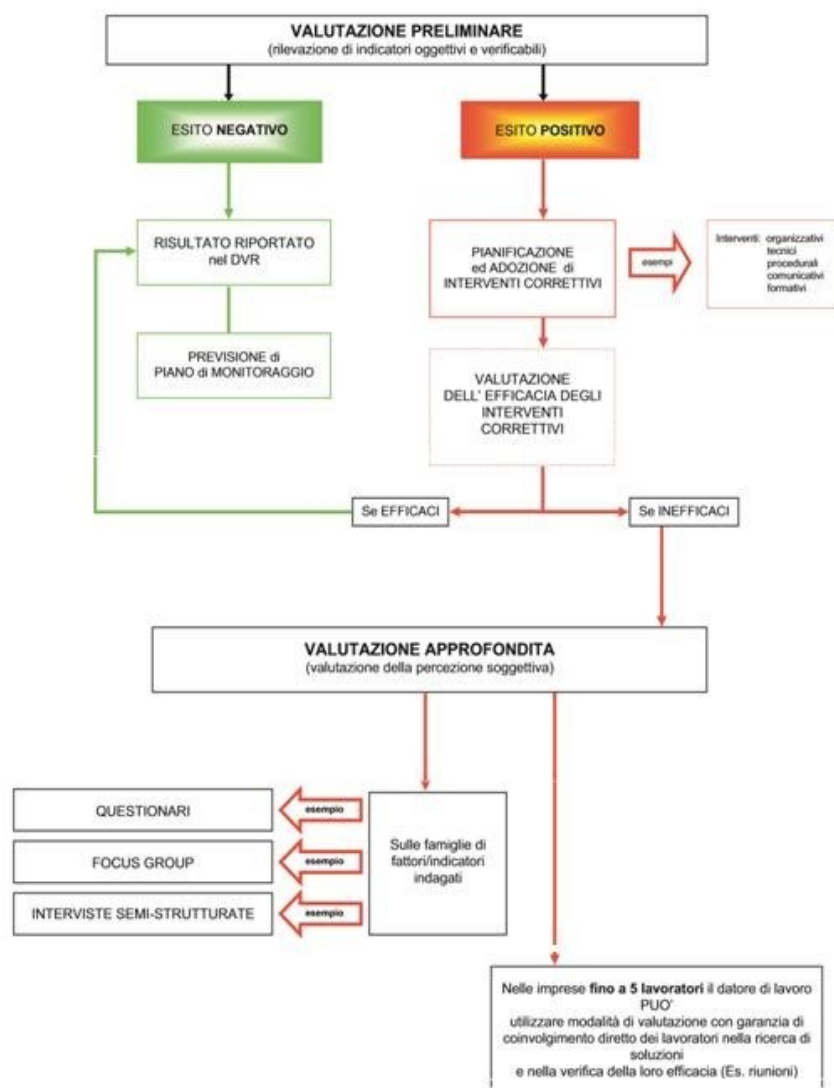 VALUTAZIONE PRELIMINARE
(rilevazione di indicatori oggettivi e verificabili)
ESITO NEGATIVO
ESITO POSITIVO
RISULTATO RIPORTATO
nel DVR
PIANIFICAZIONE
ed ADOZIONE di
INTERVENTI CORRETTIVI
esempi
Interventi: organizzativi
tecnici
procedurali
comunicativi
formativi
PREVISIONE di
PIANO di MONITORAGGIO
VALUTAZIONE
DELL' EFFICACIA DEGLI
INTERVENTI
CORRETTIVI
Se EFFICACI
Se INEFFICACI
VALUTAZIONE APPROFONDITA
(valutazione della percezione soggettiva)
QUESTIONARI
esempio
FOCUS GROUP
esempio
INTERVISTE SEMI-STRUTTURATE
esempio
Sulle famiglie di
fattori/indicatori
indagati
Nelle imprese fino a 5 lavoratori il datore di lavoro
PUO'
utilizzare modalità di valutazione con garanzia di
coinvolgimento diretto dei lavoratori nella ricerca di
soluzioni
e nella verifica della loro efficacia (Es. riunioni)